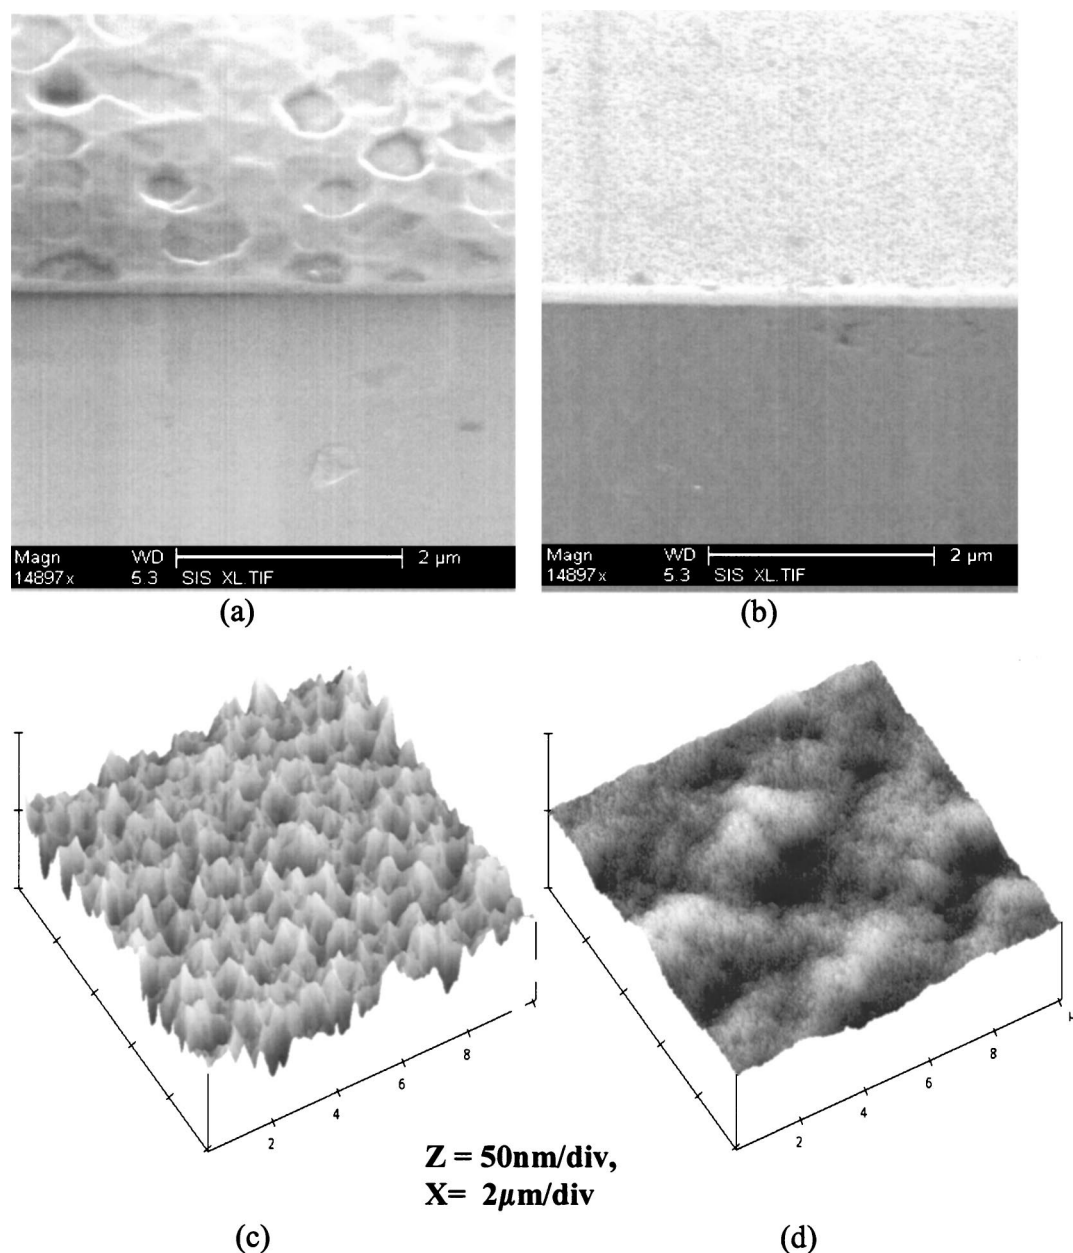 Magn WD 2 µm
14897x 5.3 SIS XL.TIF
Magn WD 2 µm
14897x 5.3 SIS XL.TIF
(a) (b)
2 4 6 8
2 4 6 8
Z = 50nm/div,
X= 2µm/div
(c) (d)